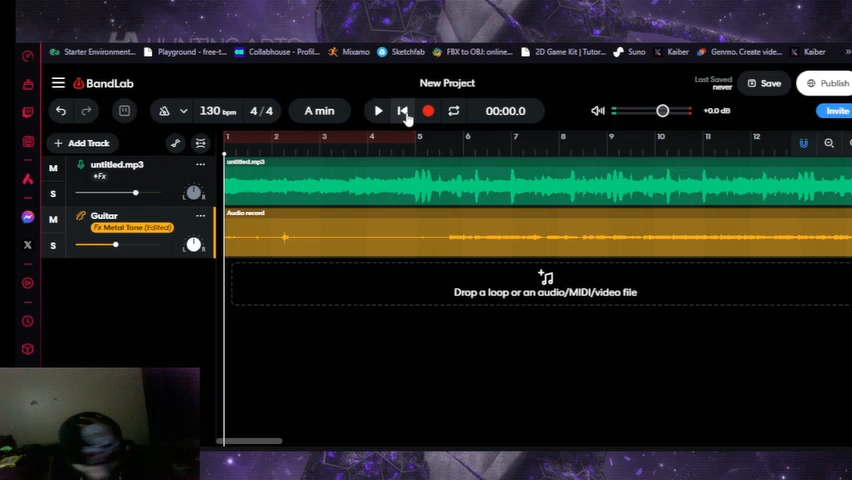 Starter Environment... Playground - free-t... Collabhouse - Profil... Mixamo Sketchfab FBX to OBJ: online... 2D Game Kit | Tutor... Suno Kaiber Genmo. Create vide... Kaiber »
BandLab New Project Last Saved never Save Publish
130 bpm 4 / 4 A min 00:00.0 +0.0 dB Invite
+ Add Track 1 2 3 4 5 6 7 8 9 10 11 12
M untitled.mp3 ... untitled.mp3
+Fx
S L R
M Guitar ... Audio record
Fx Metal Tone (Edited)
S L R
Drop a loop or an audio/MIDI/video file